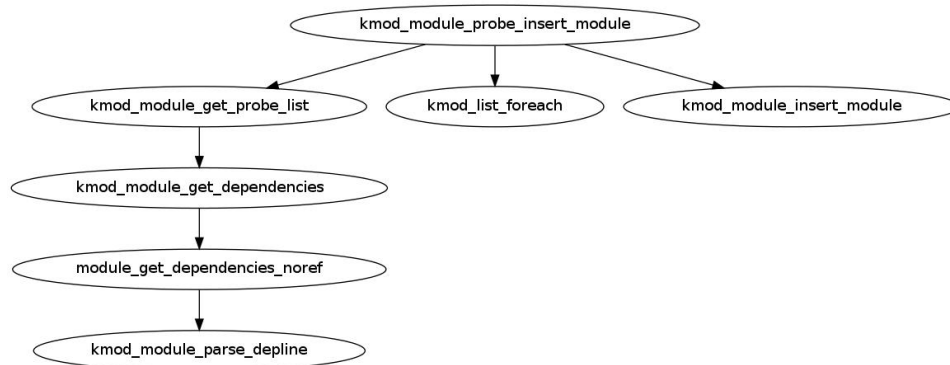 kmod_module_probe_insert_module
kmod_module_get_probe_list
kmod_list_foreach
kmod_module_insert_module
kmod_module_get_dependencies
module_get_dependencies_noref
kmod_module_parse_depline